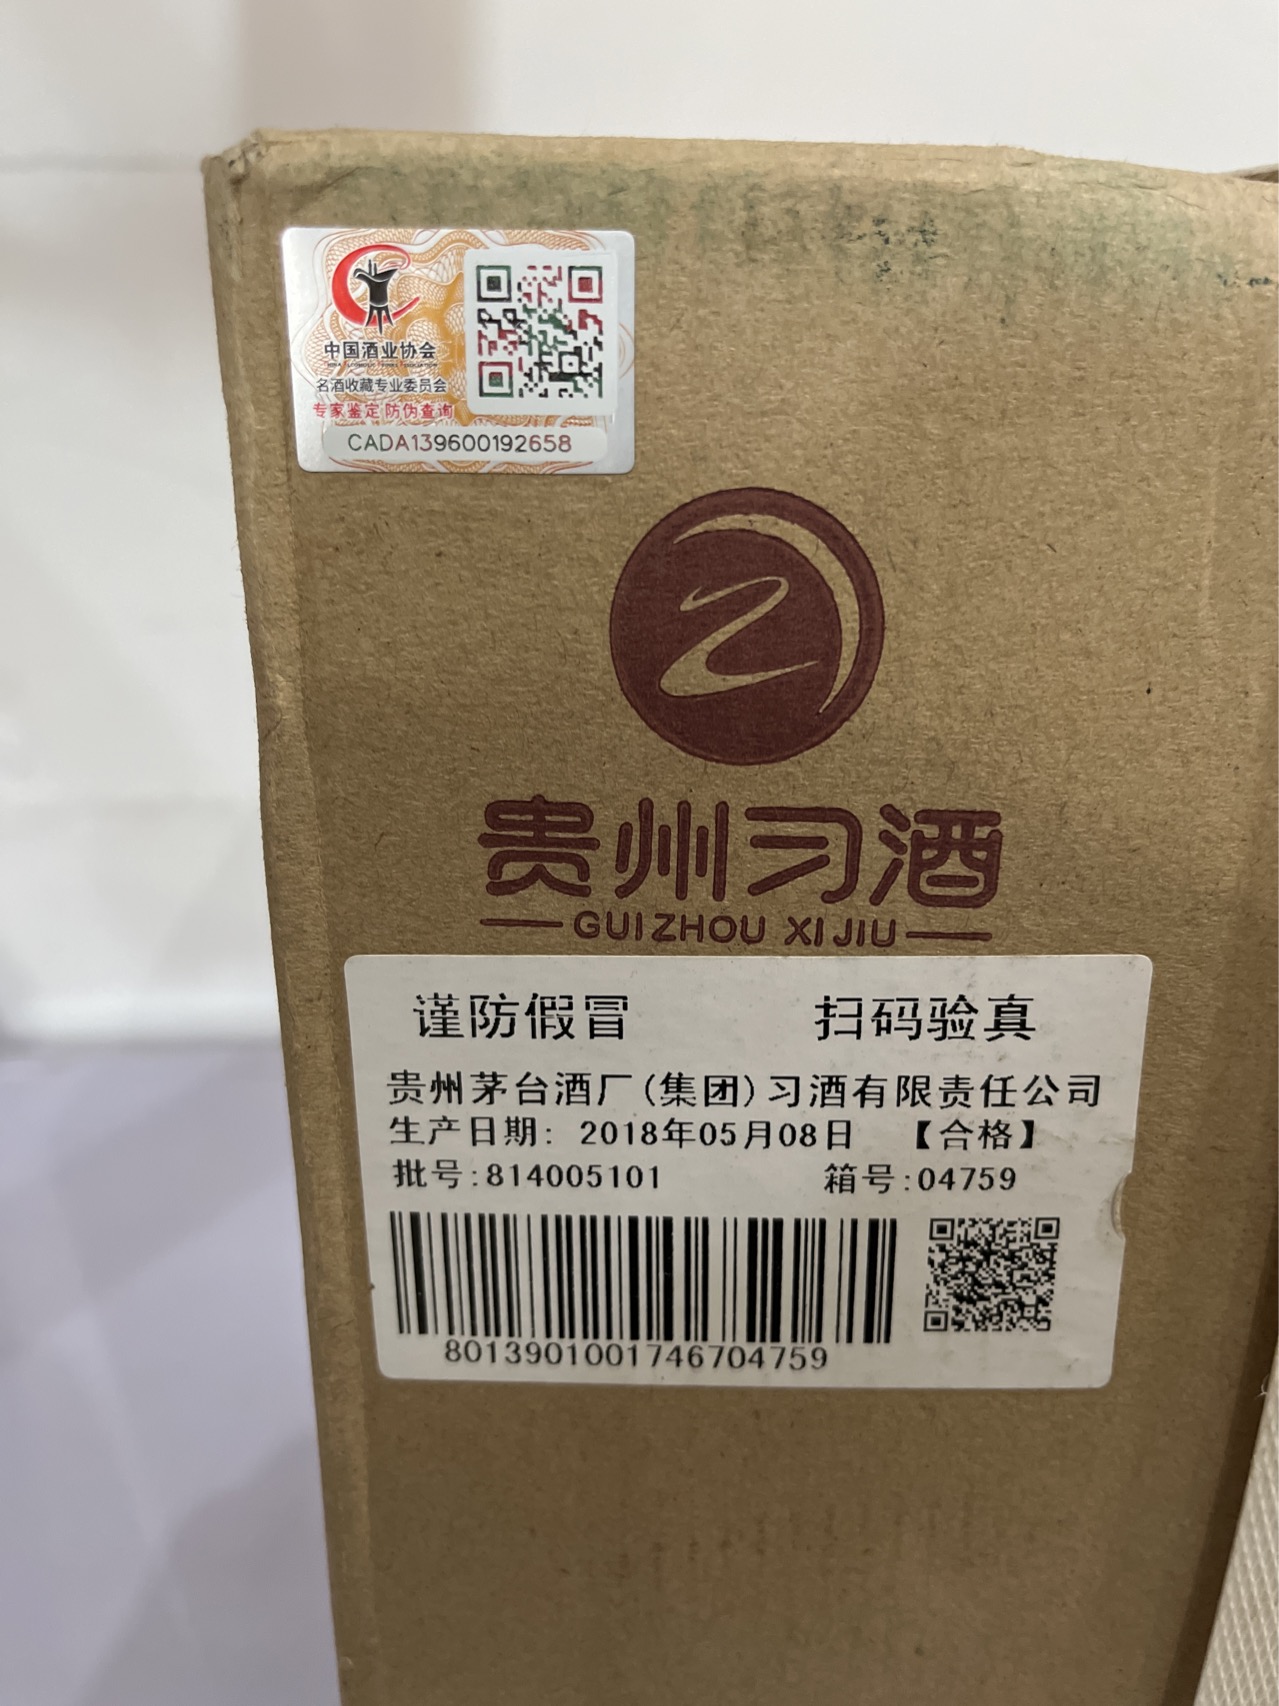 中国酒业协会
名酒收藏专业委员会
专家鉴定 防伪查询
CADA139600192658
贵州习酒
GUIZHOU XIJIU
谨防假冒 扫码验真
贵州茅台酒厂(集团)习酒有限责任公司
生产日期: 2018年05月08日 【合格】
批号:814005101 箱号:04759
8013901001746704759